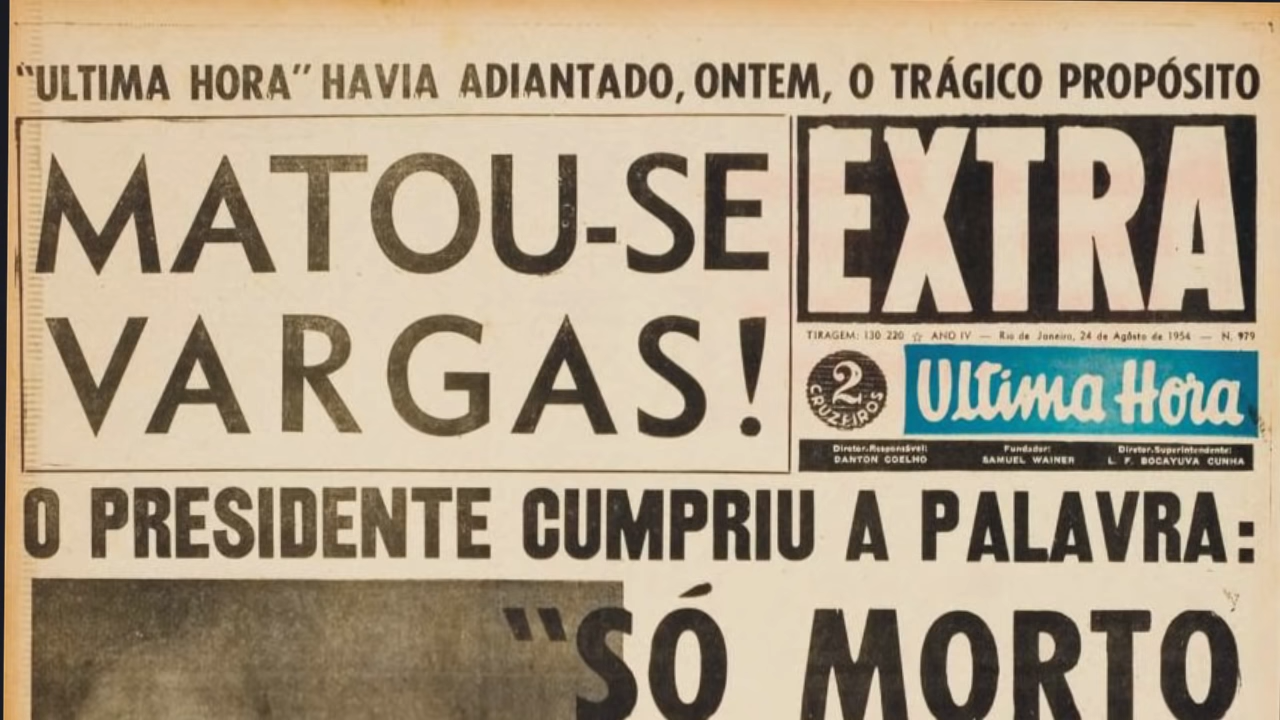 "ULTIMA HORA" HAVIA ADIANTADO, ONTEM, O TRÁGICO PROPÓSITO
MATOU-SE
VARGAS!
EXTRA
TIRAGEM: 130.220 ☆ ANO IV — Rio de Janeiro, 24 de Agôsto de 1954 — N. 979
2
CRUZEIROS
Ultima Hora
Diretor-Responsável:
DANTON COELHO
Fundador:
SAMUEL WAINER
Diretor-Superintendente:
L. F. BOCAYUVA CUNHA
O PRESIDENTE CUMPRIU A PALAVRA:
"SÓ MORTO